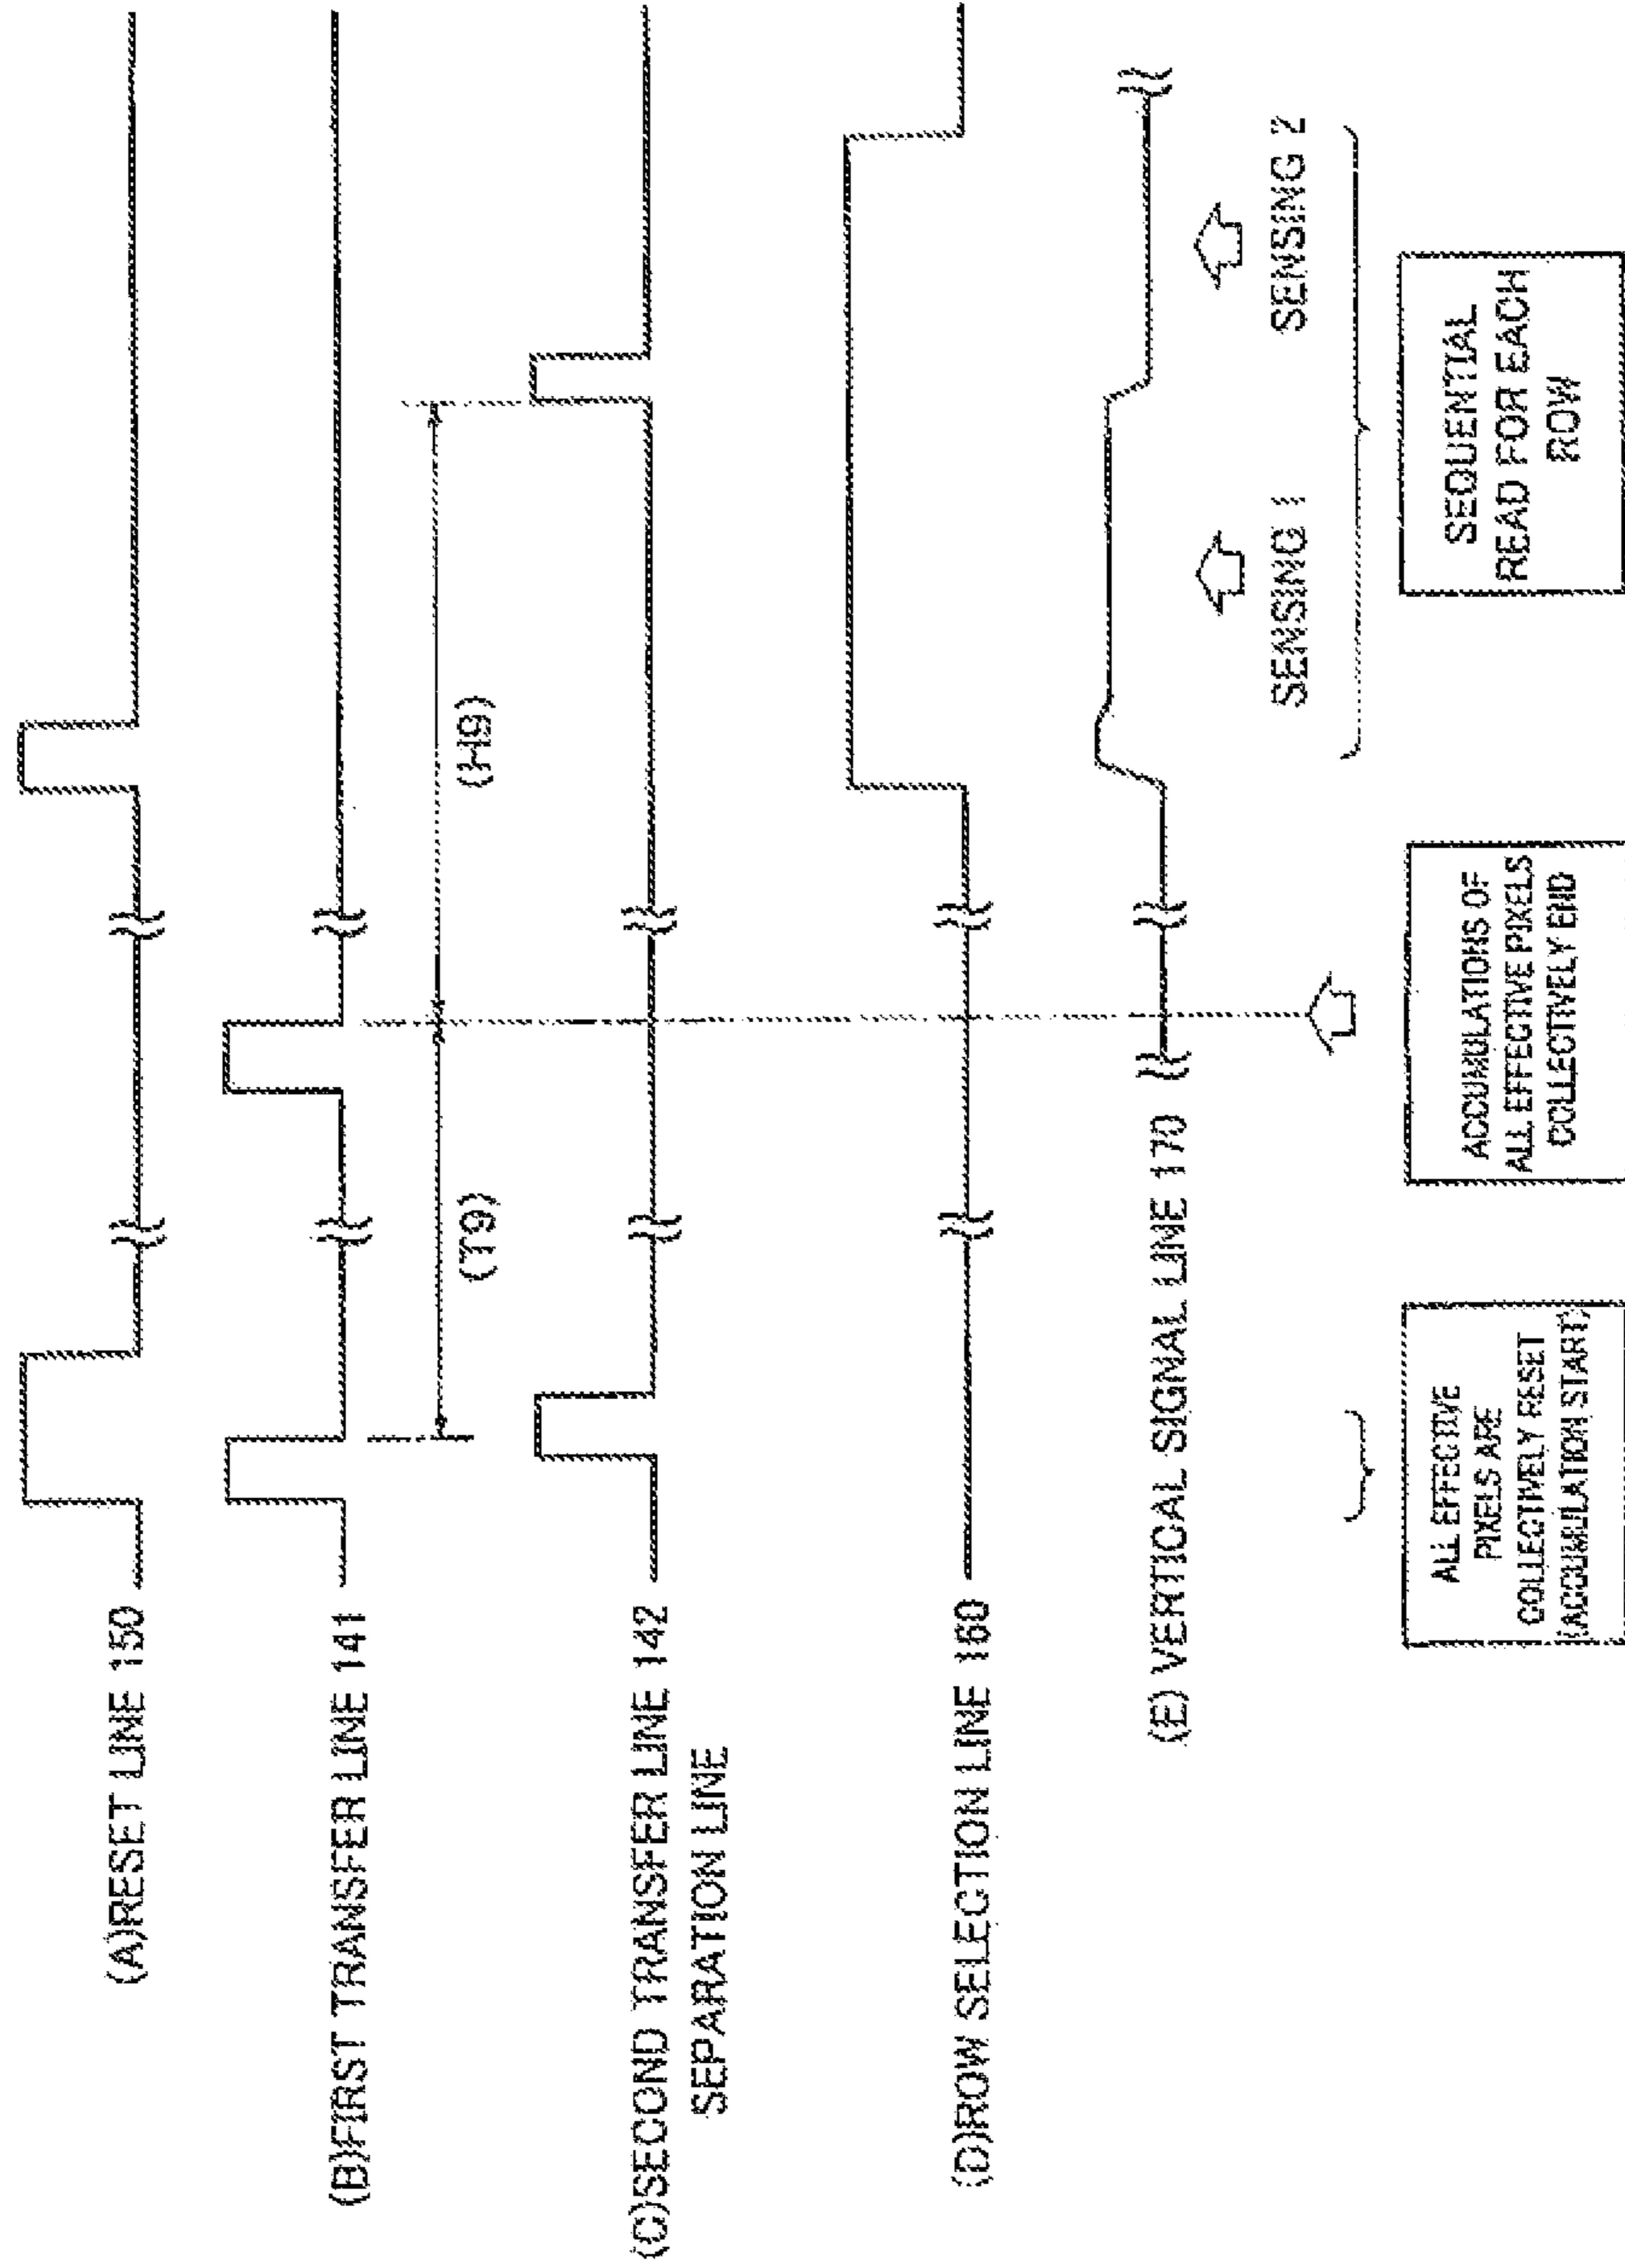 (A)RESET LINE 150
(B)FIRST TRANSFER LINE 141
(T9)
(H9)
(C)SECOND TRANSFER LINE 142
SEPARATION LINE
(D)ROW SELECTION LINE 160
(E) VERTICAL SIGNAL LINE 170
SENSING 1
SENSING 2
ALL EFFECTIVE
PIXELS ARE
COLLECTIVELY RESET
(ACCUMULATION START)
ACCUMULATIONS OF
ALL EFFECTIVE PIXELS
COLLECTIVELY END
SEQUENTIAL
READ FOR EACH
ROW